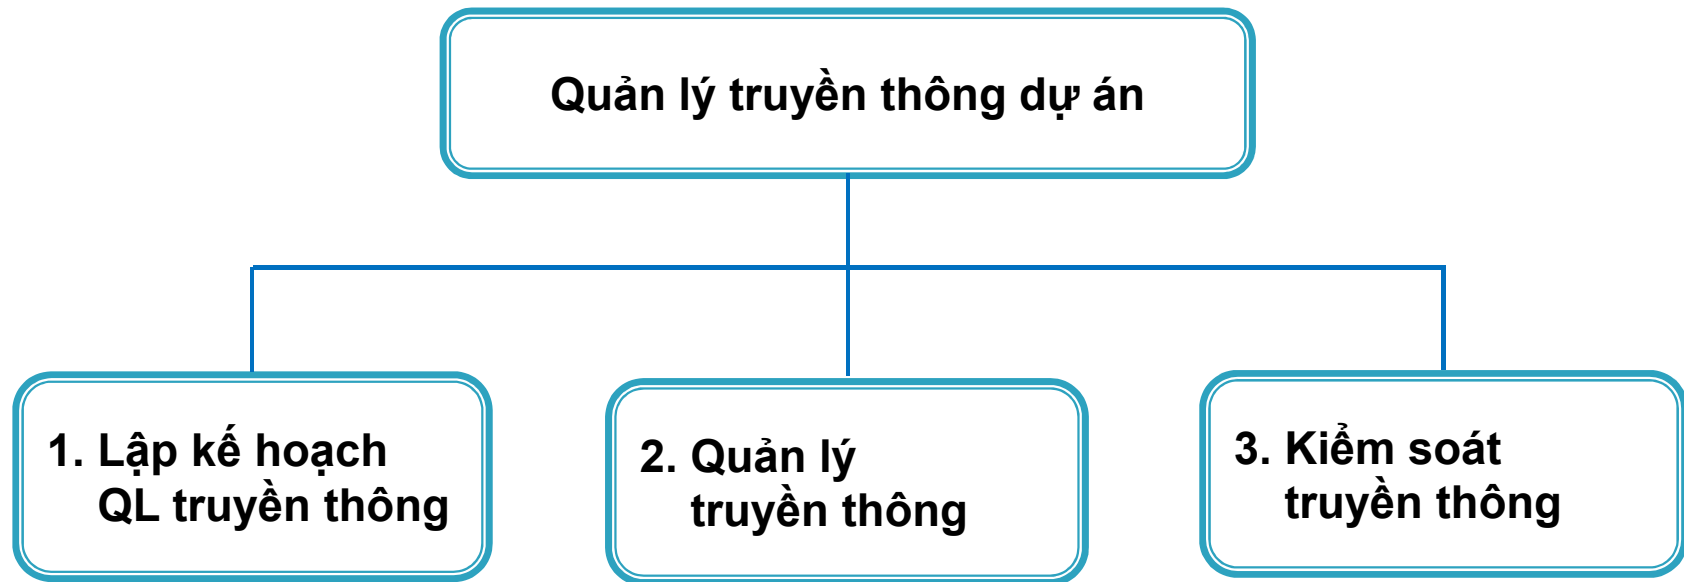 Quản lý truyền thông dự án
1. Lập kế hoạch
QL truyền thông
2. Quản lý
truyền thông
3. Kiểm soát
truyền thông